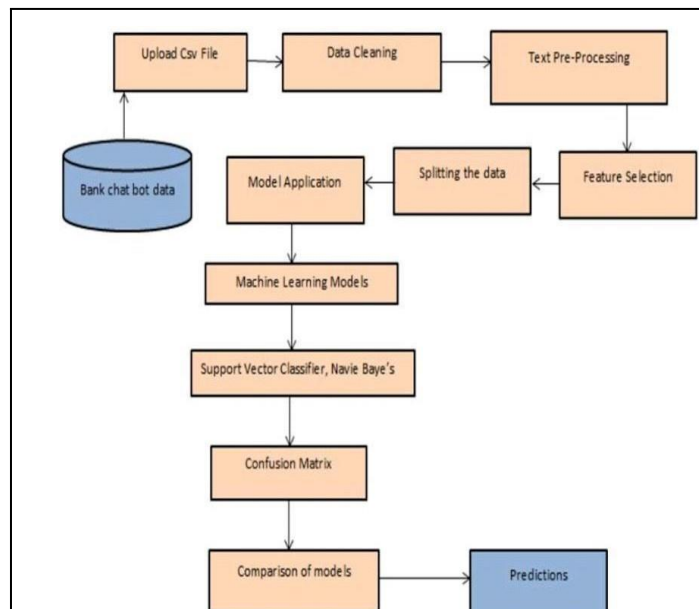 Upload Csv File
Data Cleaning
Text Pre-Processing
Bank chat bot data
Model Application
Splitting the data
Feature Selection
Machine Learning Models
Support Vector Classifier, Navie Baye's
Confusion Matrix
Comparison of models
Predictions